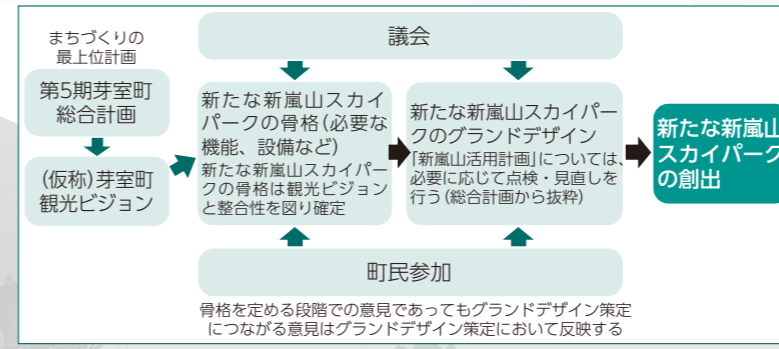 まちづくりの
最上位計画
第5期芽室町
総合計画
(仮称)芽室町
観光ビジョン
議会
新たな新嵐山スカイ
パークの骨格(必要な
機能、設備など)
新たな新嵐山スカイパー
クの骨格は観光ビジョン
と整合性を図り確定
新たな新嵐山スカイパー
クのグランドデザイン
「新嵐山活用計画」については、
必要に応じて点検・見直しを
行う(総合計画から抜粋)
新たな新嵐山
スカイパーク
の創出
町民参加
骨格を定める段階での意見であってもグランドデザイン策定
につながる意見はグランドデザイン策定において反映する